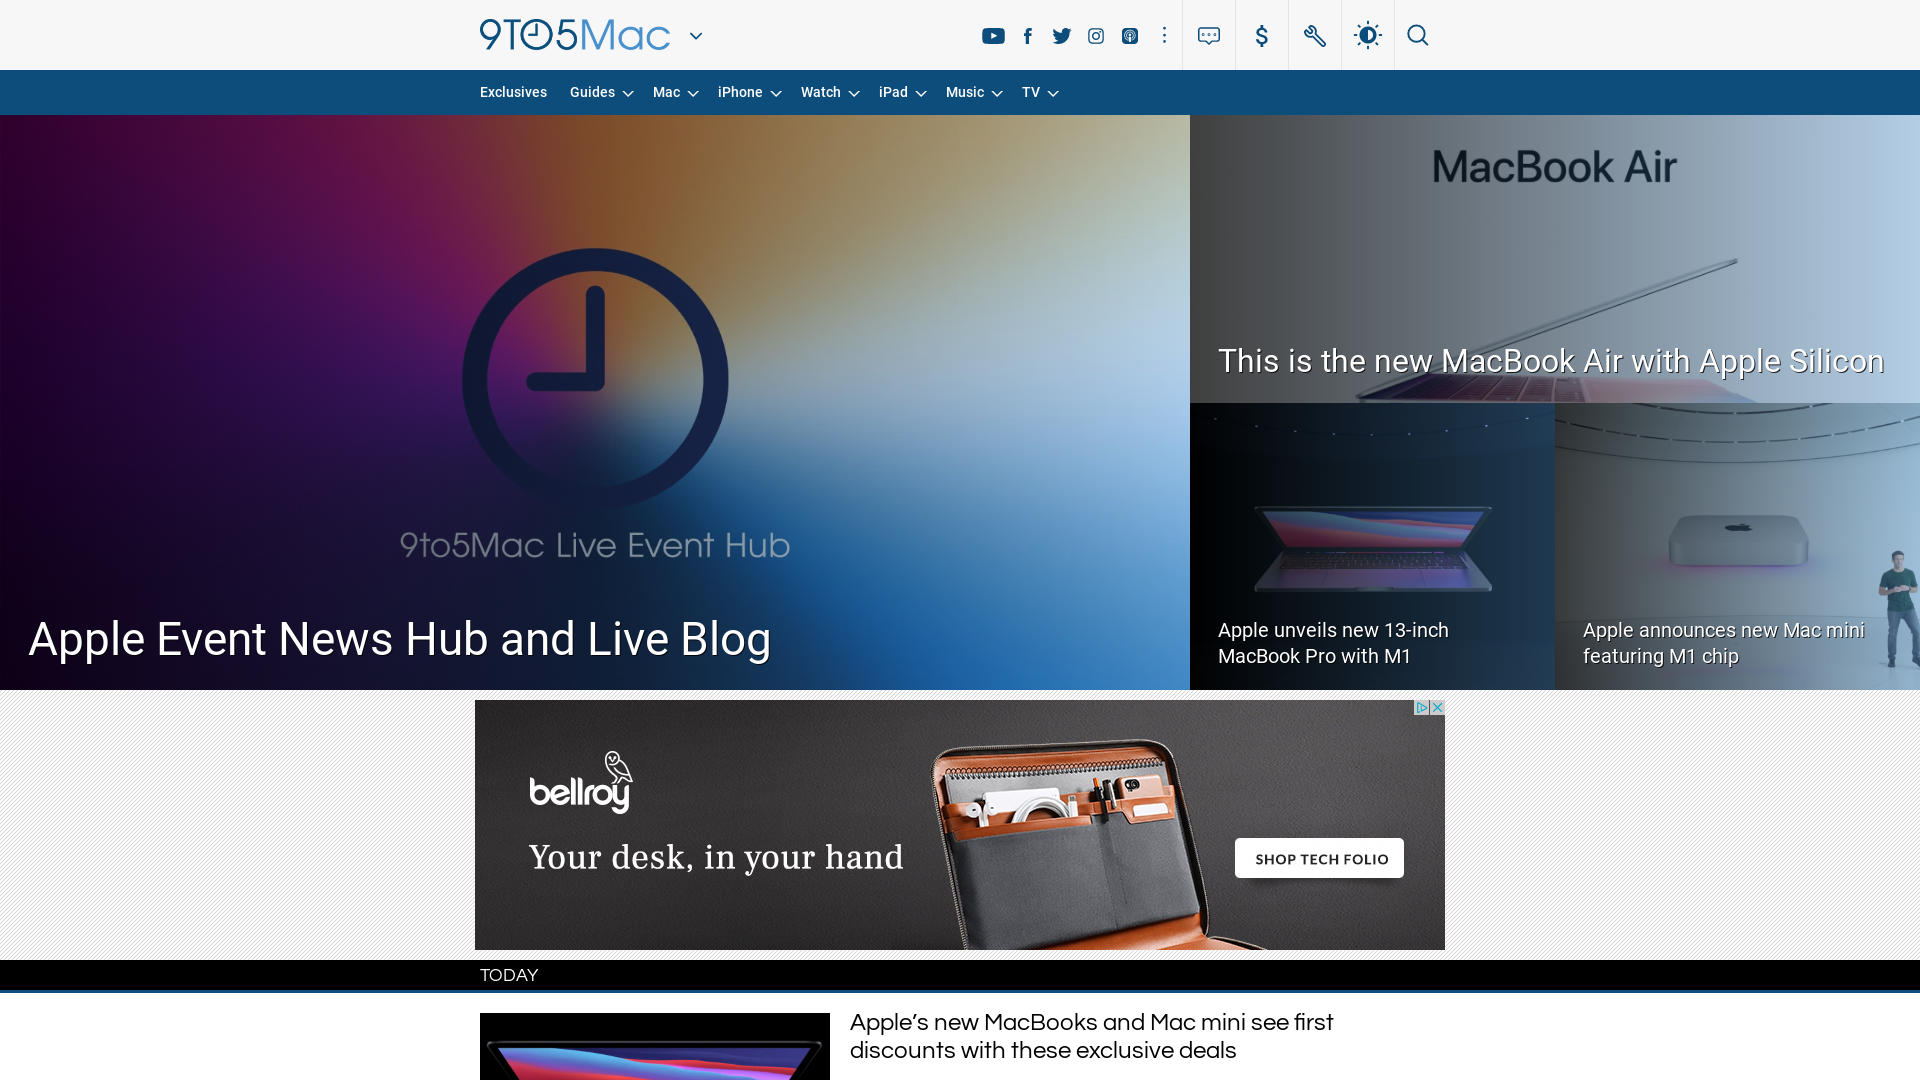 9TO5Mac
Exclusives
Guides
Mac
iPhone
Watch
iPad
Music
TV
9to5Mac Live Event Hub
Apple Event News Hub and Live Blog
MacBook Air
This is the new MacBook Air with Apple Silicon
Apple unveils new 13-inch
MacBook Pro with M1
Apple announces new Mac mini
featuring M1 chip
bellroy
Your desk, in your hand
SHOP TECH FOLIO
TODAY
Apple’s new MacBooks and Mac mini see first
discounts with these exclusive deals